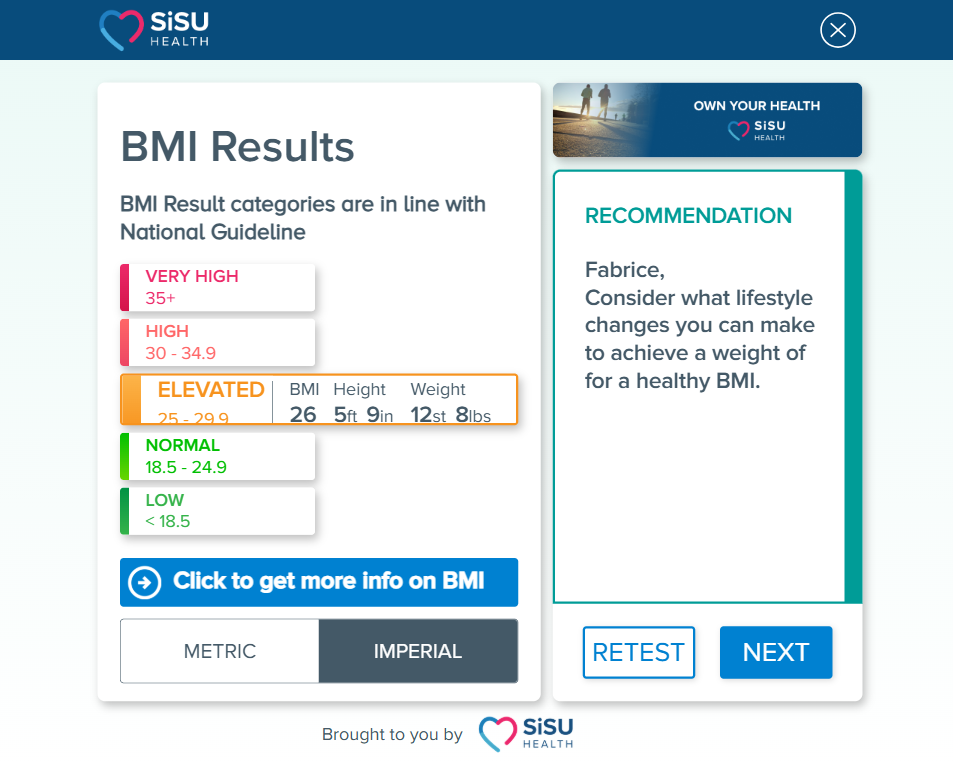 SiSU
HEALTH
BMI Results
BMI Result categories are in line with
National Guideline
VERY HIGH
35+
HIGH
30 - 34.9
ELEVATED
25 - 29.9
BMI Height Weight
26 5ft 9in 12st 8lbs
NORMAL
18.5 - 24.9
LOW
< 18.5
Click to get more info on BMI
METRIC
IMPERIAL
OWN YOUR HEALTH
SiSU
HEALTH
RECOMMENDATION
Fabrice,
Consider what lifestyle
changes you can make
to achieve a weight of
for a healthy BMI.
RETEST
NEXT
Brought to you by
SiSU
HEALTH